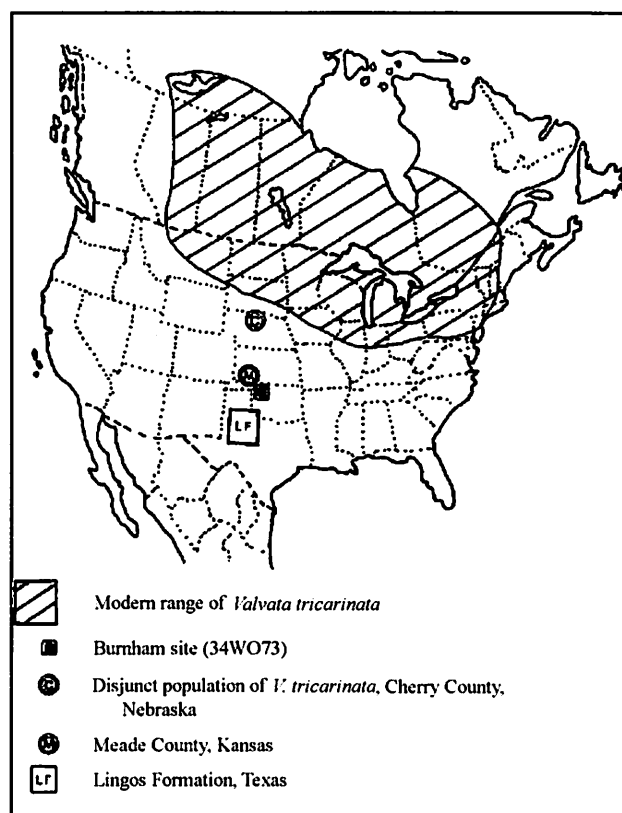 C
M
B
LF
Modern range of Valvata tricarinata
Burnham site (34WO73)
C Disjunct population of V. tricarinata, Cherry County,
Nebraska
M Meade County, Kansas
LF Lingos Formation, Texas